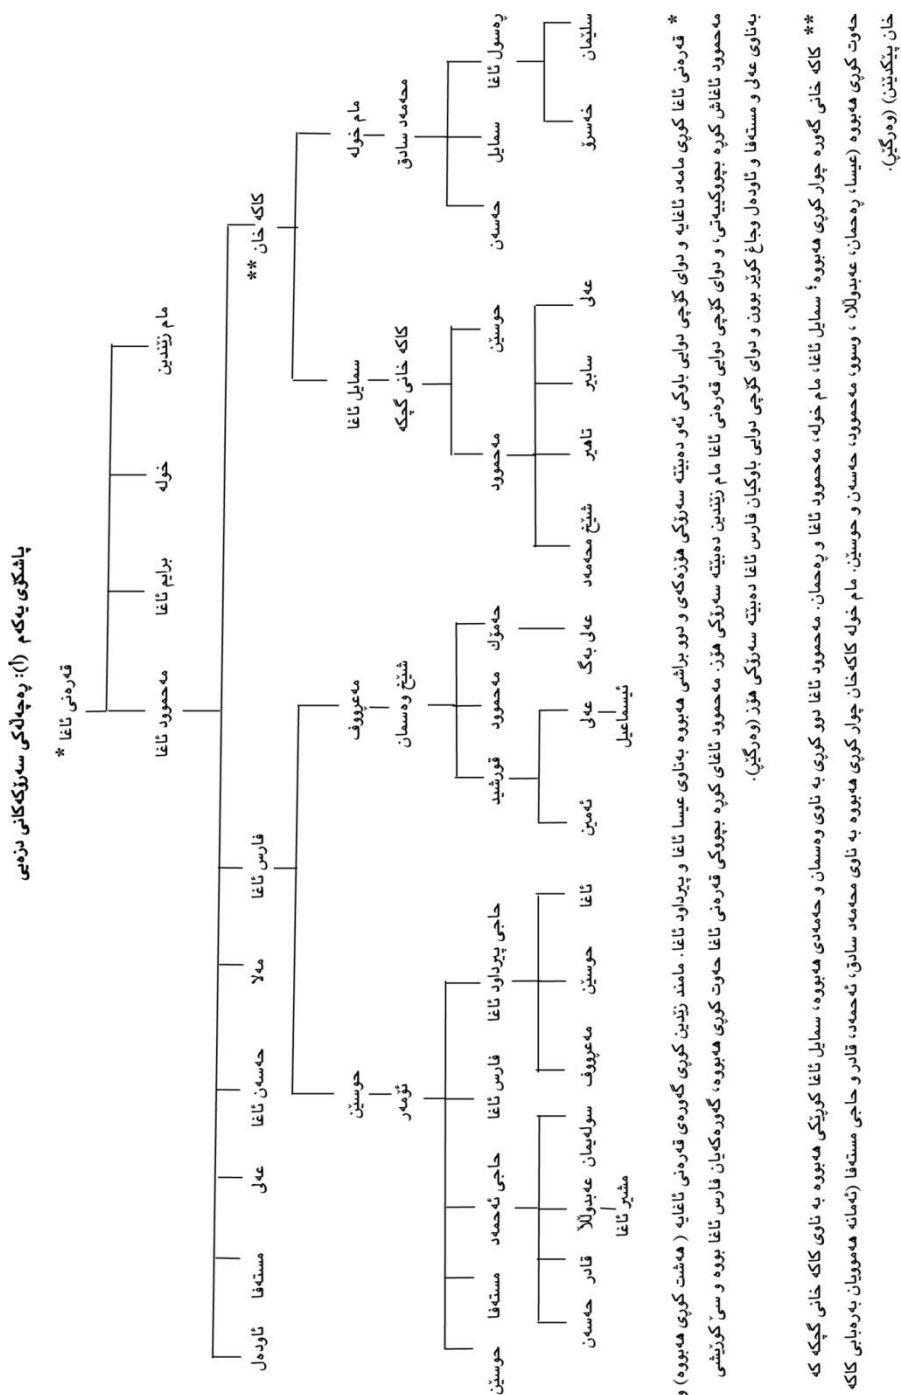 پاشکۆی یەکەم (أ): ڕەچاڵەکی سەرۆکەکانی دزەیی
قەرەنی ئاغا *
مام زێندین
خولە
برایم ئاغا
مەحموود ئاغا
کاکە خان **
فارس ئاغا
مەلا
حەسەن ئاغا
عەلی
مستەفا
ئاودەل
مام خولە
سمایل ئاغا
مەعرووف
حوسێن
محەمەد سادق
کاکە خانی گچکە
شێخ وەسمان
ئۆمەر
ڕەسول ئاغا
سمایل
حەسەن
حوسێن
مەحموود
حەمۆك
مەحموود
قورشید
حاجی پیرداود ئاغا
فارس ئاغا
حاجی ئەحمەد
مستەفا
حوسێن
سلێمان
خەسرۆ
عەلی
سابیر
تاهیر
شێخ محەمەد
عەلی بەگ
عەلی
ئەمین
ئاغا
حوسێن
مەعرووف
سولەیمان
عەبدوڵڵا
قادر
حەسەن
ئیسماعیل
مشیر ئاغا
* قەرەنی ئاغا کوڕی مامەد ئاغایە و دوای کۆچی دوایی باوکی ئەو دەبێتە سەرۆکی هۆزەکەی و دوو براشی هەبووە بەناوی عیسا ئاغا و پیرداود ئاغا. مامند زێدین کوڕی گەورەی قەرەنی ئاغایە ( هەشت کوڕی هەبووە) و
مەحموود ئاغاش کوڕە بچووکییەتی، و دوای کۆچی دوایی قەرەنی ئاغا مام زێندین دەبێتە سەرۆکی هۆز. مەحموود ئاغای کوڕە بچووکی قەرەنی ئاغا حەوت کوڕی هەبووە، گەورەکەیان فارس ئاغا بووە و سێ کوڕێشی
بەناوی عەلی و مستەفا و ئاودەل وجاغ کوێر بوون و دوای کۆچی دوایی باوکیان فارس ئاغا دەبێتە سەرۆکی هۆز (وەرگێڕ).
** کاکە خانی گەورە چوار کوڕی هەبووە؛ سمایل ئاغا، مام خولە، مەحموود ئاغا و ڕەحمان. مەحموود ئاغا دوو کوڕی بە ناوی وەسمان و حەمەدی هەبووە، سمایل ئاغا کوڕێکی هەبووە بە ناوی کاکە خانی گچکە کە
حەوت کوڕی هەبووە (عیسا، ڕەحمان، عەبدوڵڵا، ، وسوو، مەحموود، حەسەن و حوسێن. مام خولە کاکەخان چوار کوڕی هەبووە بە ناوی محەمەد سادق، ئەحمەد، قادر و حاجی مستەفا (ئەمانە هەموویان بەرەبابی کاکە
خان پێکدێنن) (وەرگێڕ).